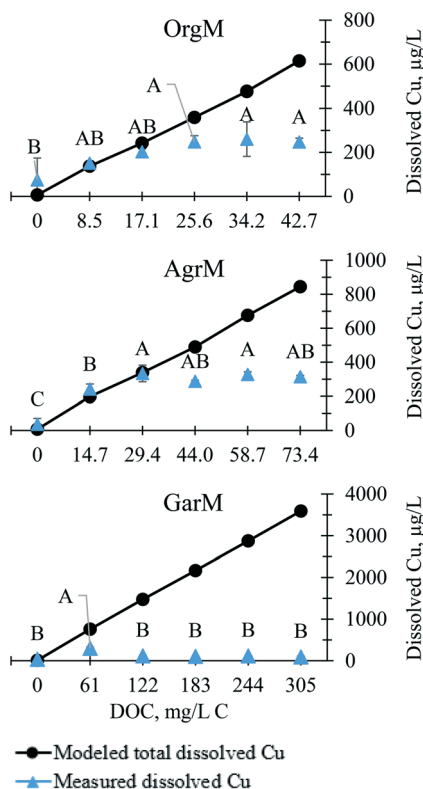 OrgM
800
600
400
200
0
Dissolved Cu, µg/L
B
AB
AB
A
A
A
0 8.5 17.1 25.6 34.2 42.7
AgrM
1000
800
600
400
200
0
Dissolved Cu, µg/L
C
B
A
AB
A
AB
0 14.7 29.4 44.0 58.7 73.4
GarM
4000
3000
2000
1000
0
Dissolved Cu, µg/L
B
A
B
B
B
B
0 61 122 183 244 305
DOC, mg/L C
Modeled total dissolved Cu
Measured dissolved Cu